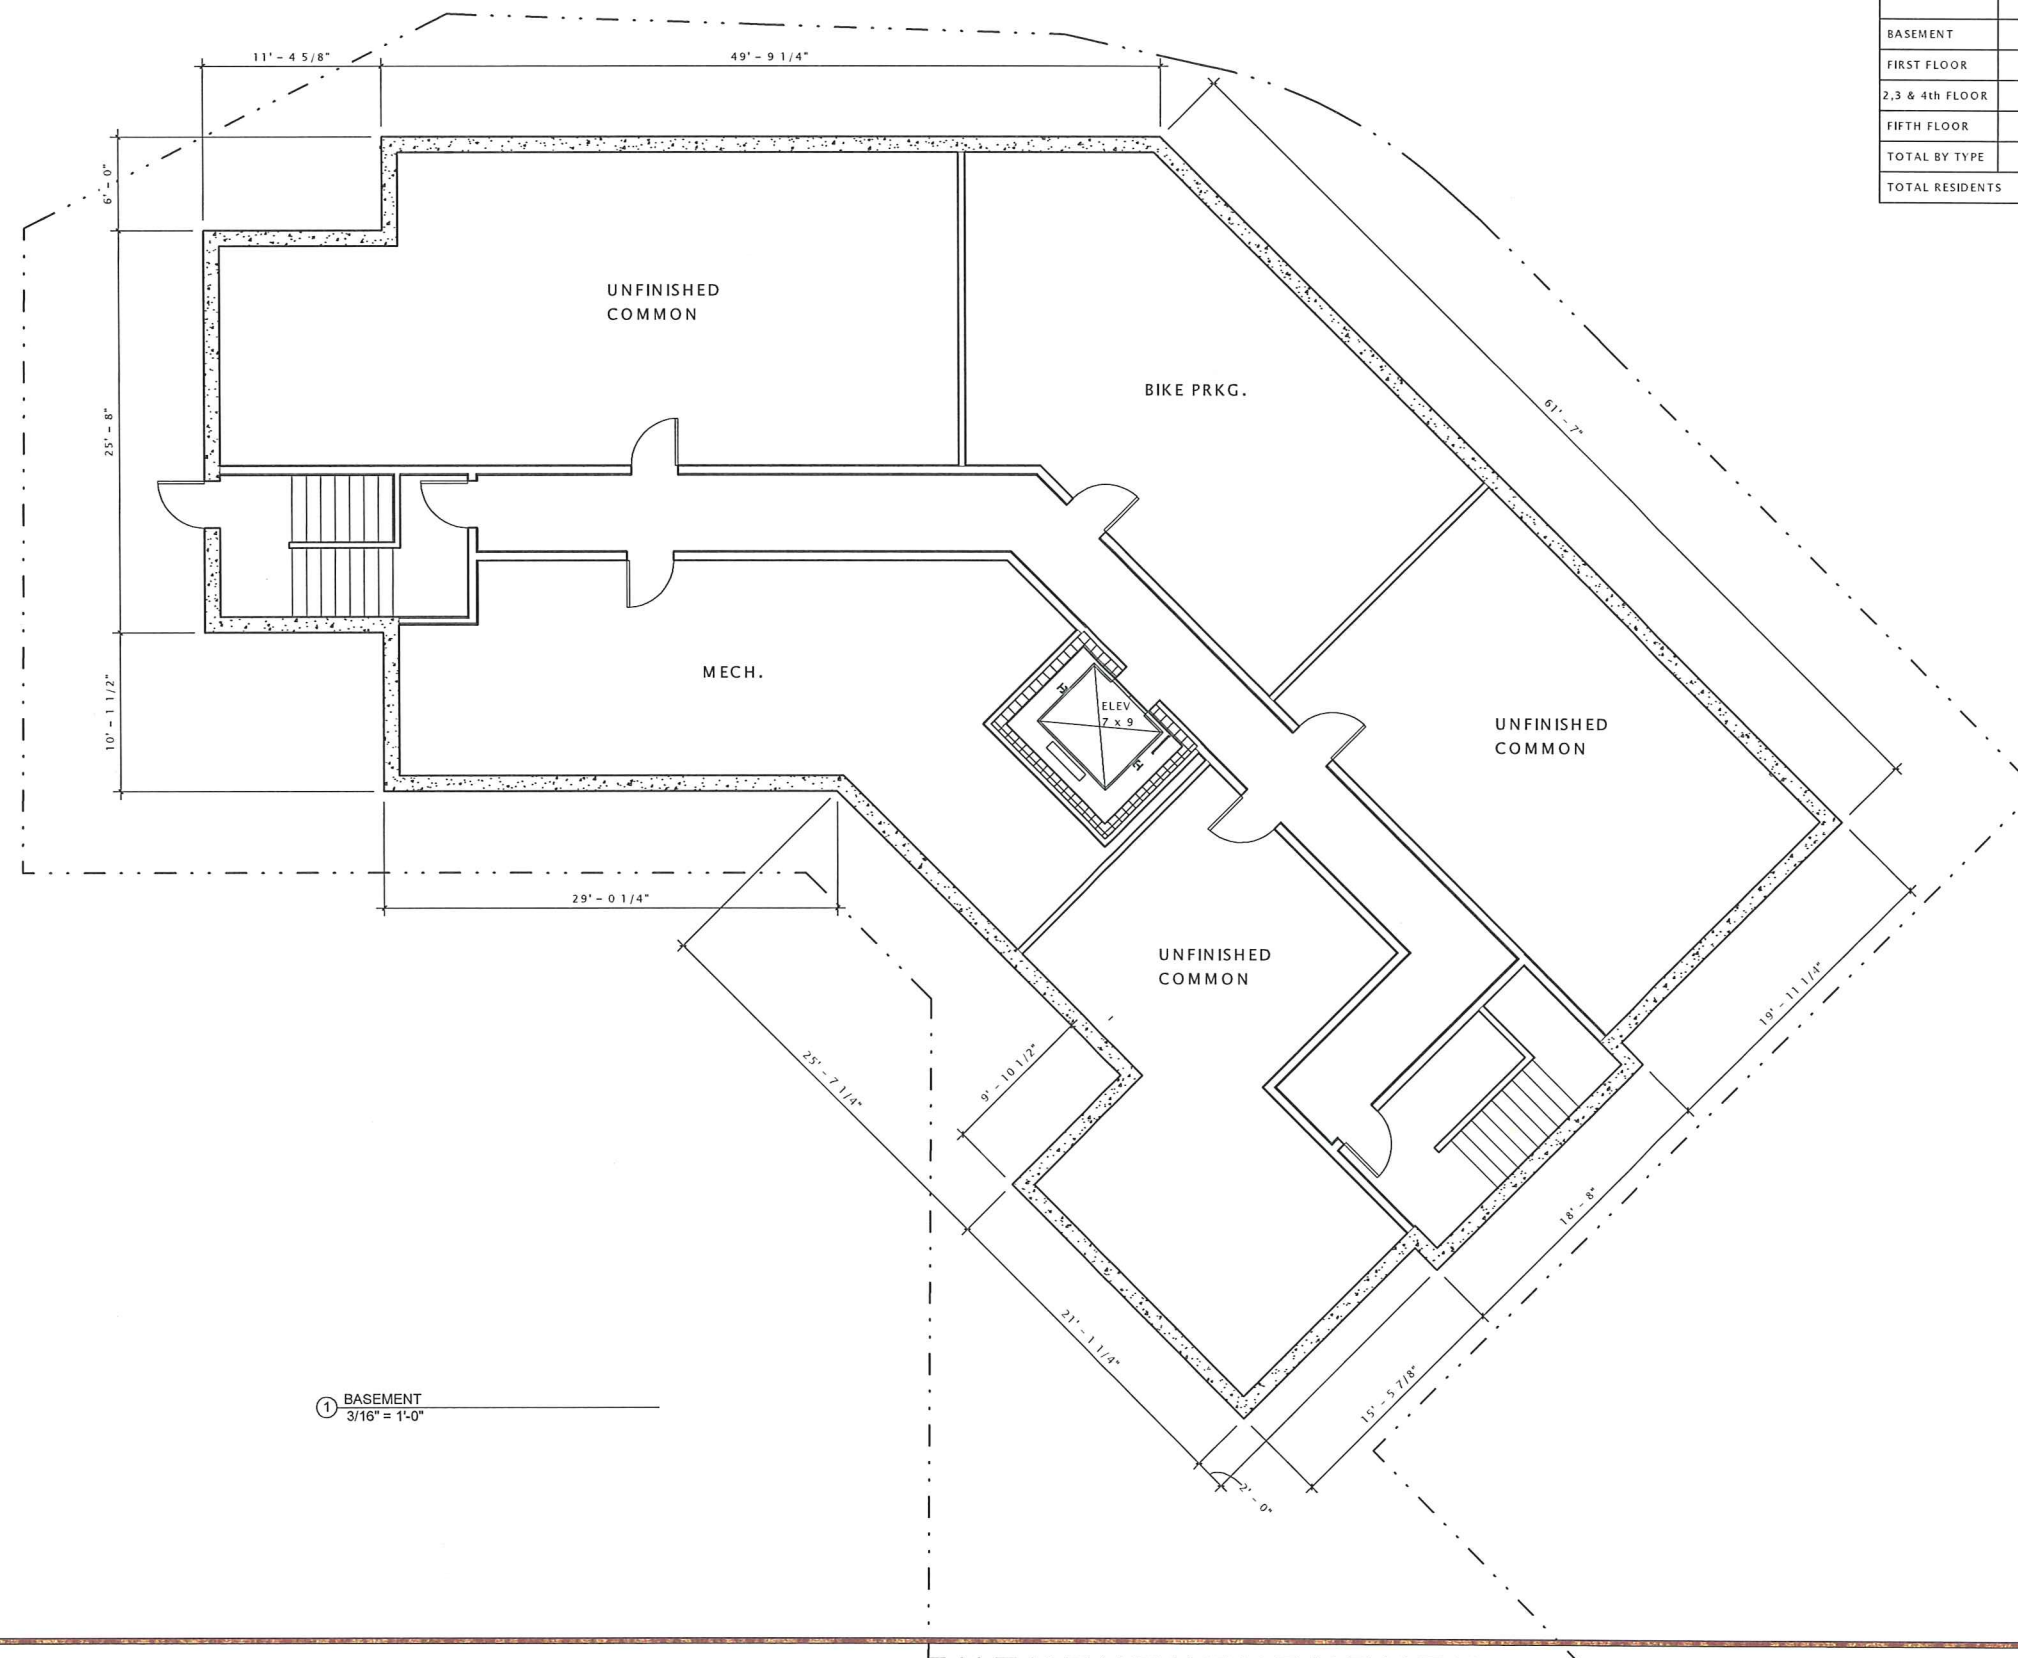 BASEMENT
FIRST FLOOR
2,3 & 4th FLOOR
FIFTH FLOOR
TOTAL BY TYPE
TOTAL RESIDENTS
11' - 4 5/8"
49' - 9 1/4"
6' - 0"
25' - 8"
10' - 1 1/2"
UNFINISHED
COMMON
BIKE PRKG.
61' - 7"
MECH.
ELEV
7 x 9
UNFINISHED
COMMON
29' - 0 1/4"
UNFINISHED
COMMON
19' - 11 1/4"
25' - 7 1/4"
9' - 10 1/2"
18' - 8"
21' - 1 1/4"
15' - 5 7/8"
2' - 0"
1
BASEMENT
3/16" = 1'-0"